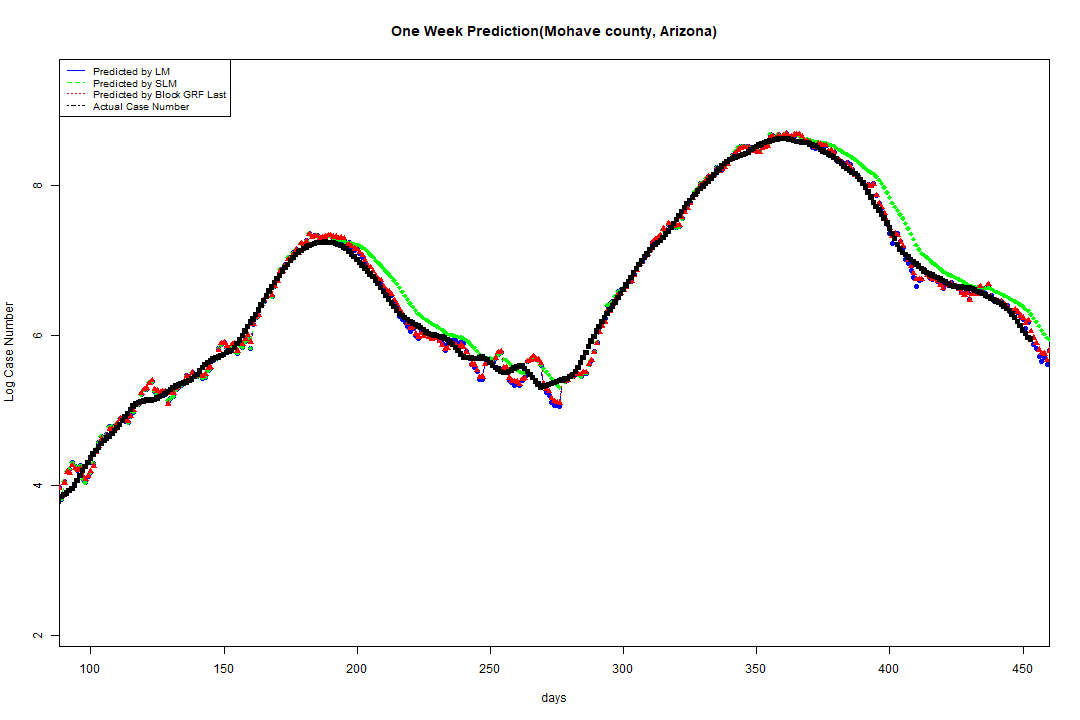 One Week Prediction(Mohave county, Arizona)
Predicted by LM
Predicted by SLM
Predicted by Block GRF Last
Actual Case Number
Log Case Number
8
6
4
2
100 150 200 250 300 350 400 450
days